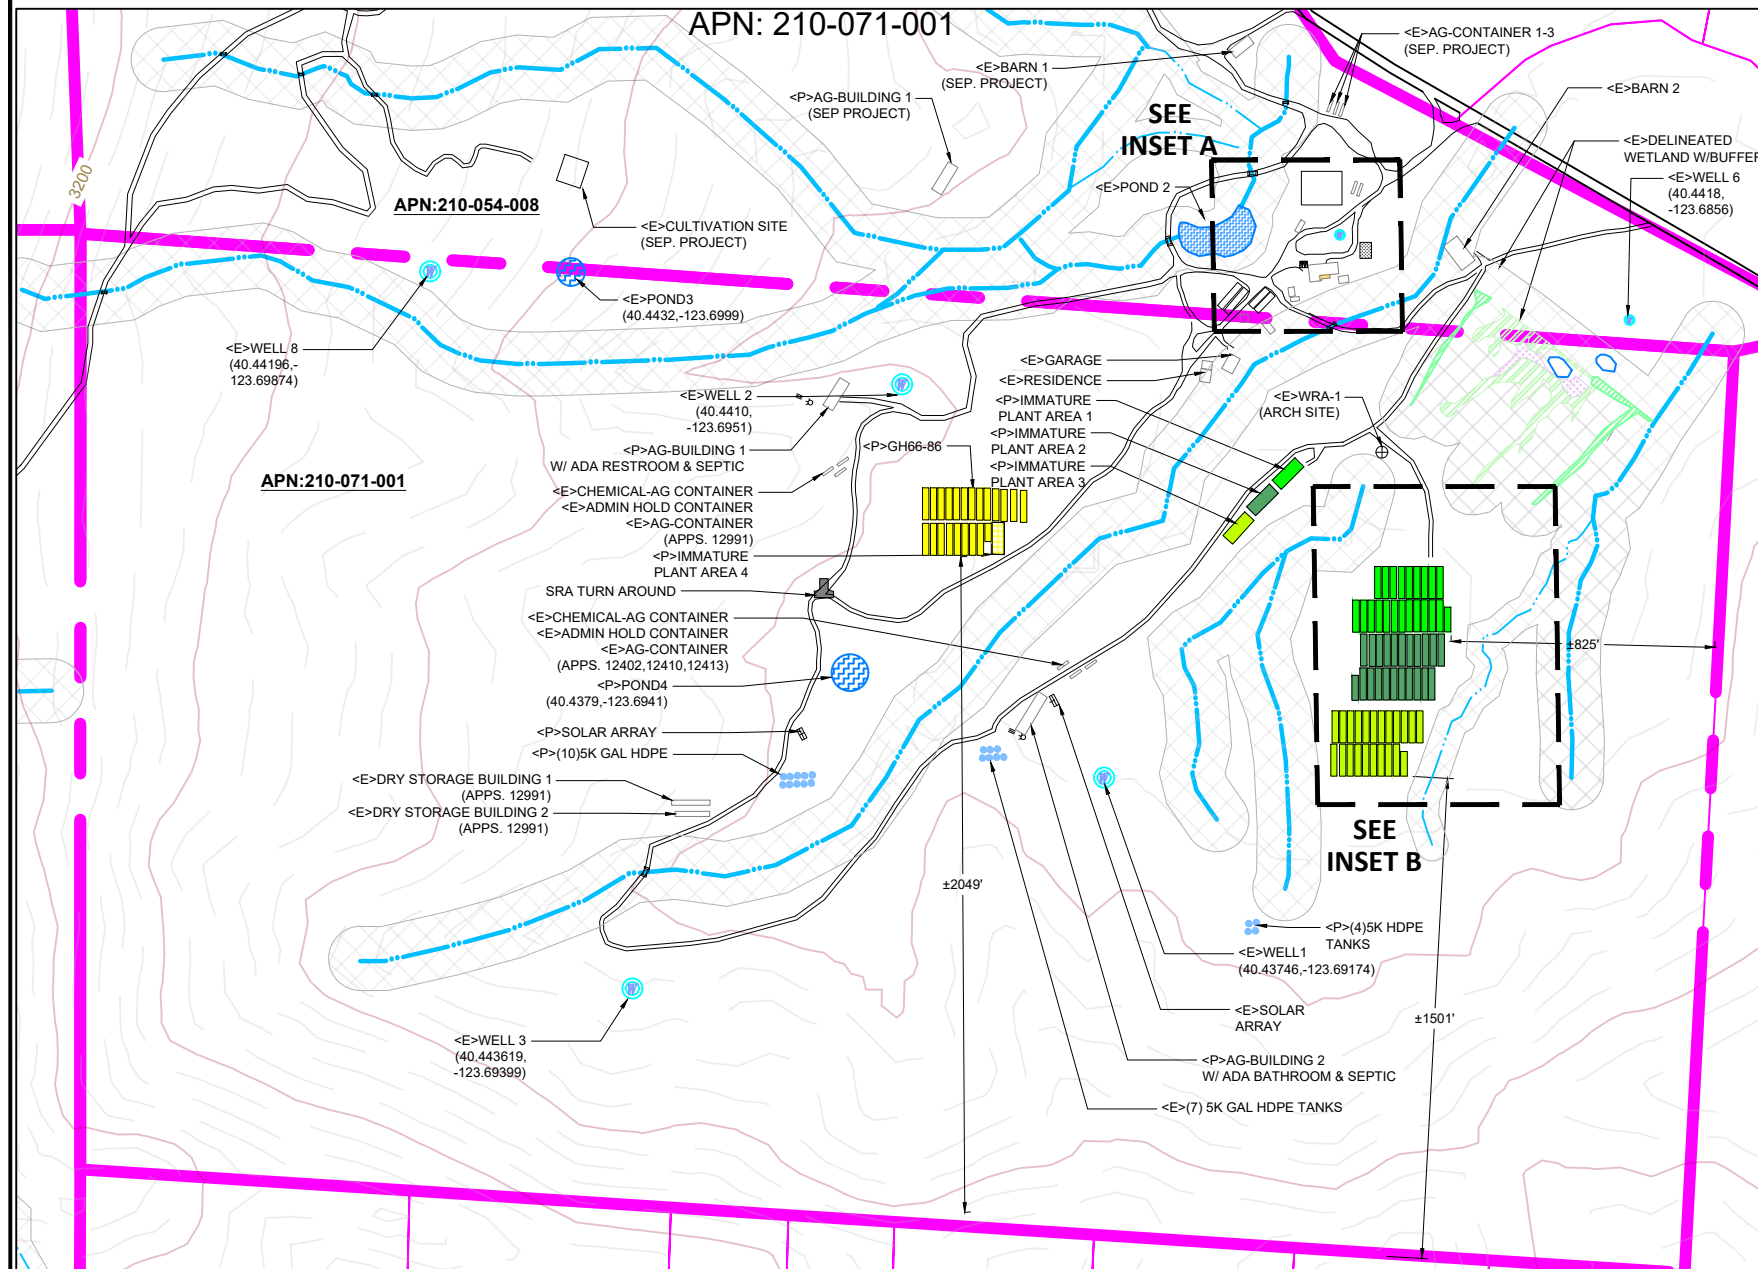 APN: 210-071-001
<E>AG-CONTAINER 1-3
(SEP. PROJECT)
<E>BARN 1
(SEP. PROJECT)
<P>AG-BUILDING 1
(SEP PROJECT)
SEE
INSET A
<E>BARN 2
<E>DELINEATED
WETLAND W/BUFFER
<E>WELL 6
(40.4418,
-123.6856)
3200
APN:210-054-008
<E>POND 2
<E>CULTIVATION SITE
(SEP. PROJECT)
<E>POND3
(40.4432,-123.6999)
<E>WELL 8
(40.44196,-
123.69874)
<E>GARAGE
<E>RESIDENCE
<E>WELL 2
(40.4410,
-123.6951)
<P>IMMATURE
PLANT AREA 1
<P>IMMATURE
PLANT AREA 2
<P>IMMATURE
PLANT AREA 3
<E>WRA-1
(ARCH SITE)
<P>GH66-86
<P>AG-BUILDING 1
W/ ADA RESTROOM & SEPTIC
APN:210-071-001
<E>CHEMICAL-AG CONTAINER
<E>ADMIN HOLD CONTAINER
<E>AG-CONTAINER
(APPS. 12991)
<P>IMMATURE
PLANT AREA 4
SRA TURN AROUND
<E>CHEMICAL-AG CONTAINER
<E>ADMIN HOLD CONTAINER
<E>AG-CONTAINER
(APPS. 12402,12410,12413)
±825'
<P>POND4
(40.4379,-123.6941)
<P>SOLAR ARRAY
<P>(10)5K GAL HDPE
<E>DRY STORAGE BUILDING 1
(APPS. 12991)
<E>DRY STORAGE BUILDING 2
(APPS. 12991)
SEE
INSET B
±2049'
<P>(4)5K HDPE
TANKS
<E>WELL1
(40.43746,-123.69174)
<E>SOLAR
ARRAY
±1501'
<E>WELL 3
(40.443619,
-123.69399)
<P>AG-BUILDING 2
W/ ADA BATHROOM & SEPTIC
<E>(7) 5K GAL HDPE TANKS
W
W
W
W